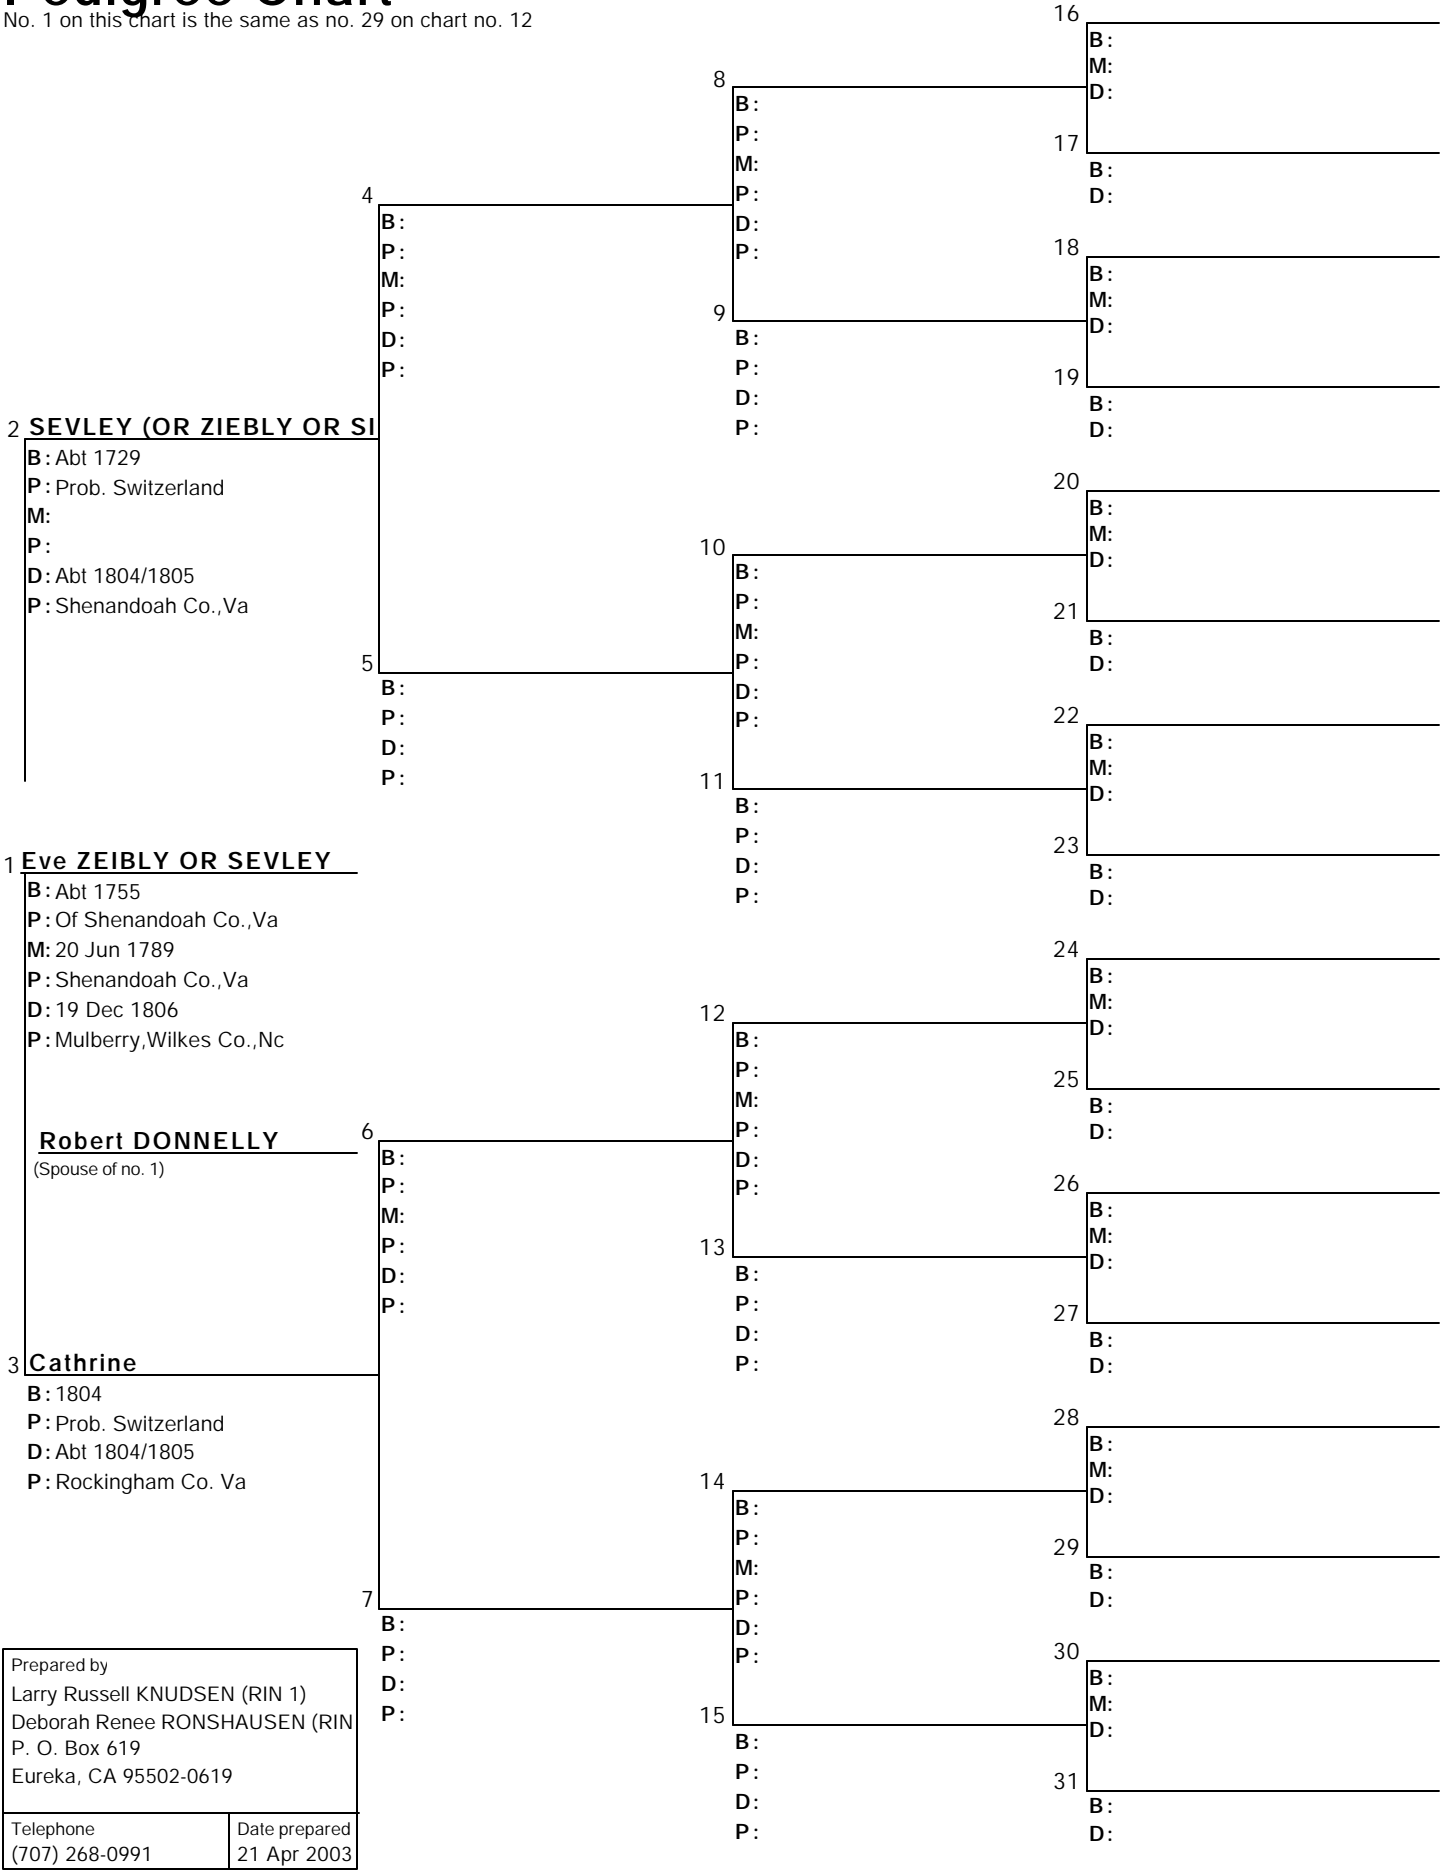 Pedigree Chart
No. 1 on this chart is the same as no. 29 on chart no. 12
2 SEVLEY (OR ZIEBLY OR SI
B: Abt 1729
P: Prob. Switzerland
M:
P:
D: Abt 1804/1805
P: Shenandoah Co.,Va
1 Eve ZEIBLY OR SEVLEY
B: Abt 1755
P: Of Shenandoah Co.,Va
M: 20 Jun 1789
P: Shenandoah Co.,Va
D: 19 Dec 1806
P: Mulberry,Wilkes Co.,Nc
Robert DONNELLY
(Spouse of no. 1)
3 Cathrine
B: 1804
P: Prob. Switzerland
D: Abt 1804/1805
P: Rockingham Co. Va
Prepared by
Larry Russell KNUDSEN (RIN 1)
Deborah Renee RONSHAUSEN (RIN
P. O. Box 619
Eureka, CA 95502-0619
Telephone
(707) 268-0991
Date prepared
21 Apr 2003
4
B:
P:
M:
P:
D:
P:
5
B:
P:
D:
P:
6
B:
P:
M:
P:
D:
P:
7
B:
P:
D:
P:
8
B:
P:
M:
P:
D:
P:
9
B:
P:
D:
P:
10
B:
P:
M:
P:
D:
P:
11
B:
P:
D:
P:
12
B:
P:
M:
P:
D:
P:
13
B:
P:
D:
P:
14
B:
P:
M:
P:
D:
P:
15
B:
P:
D:
P:
16
B:
M:
D:
17
B:
D:
18
B:
M:
D:
19
B:
D:
20
B:
M:
D:
21
B:
D:
22
B:
M:
D:
23
B:
D:
24
B:
M:
D:
25
B:
D:
26
B:
M:
D:
27
B:
D:
28
B:
M:
D:
29
B:
D:
30
B:
M:
D:
31
B:
D: